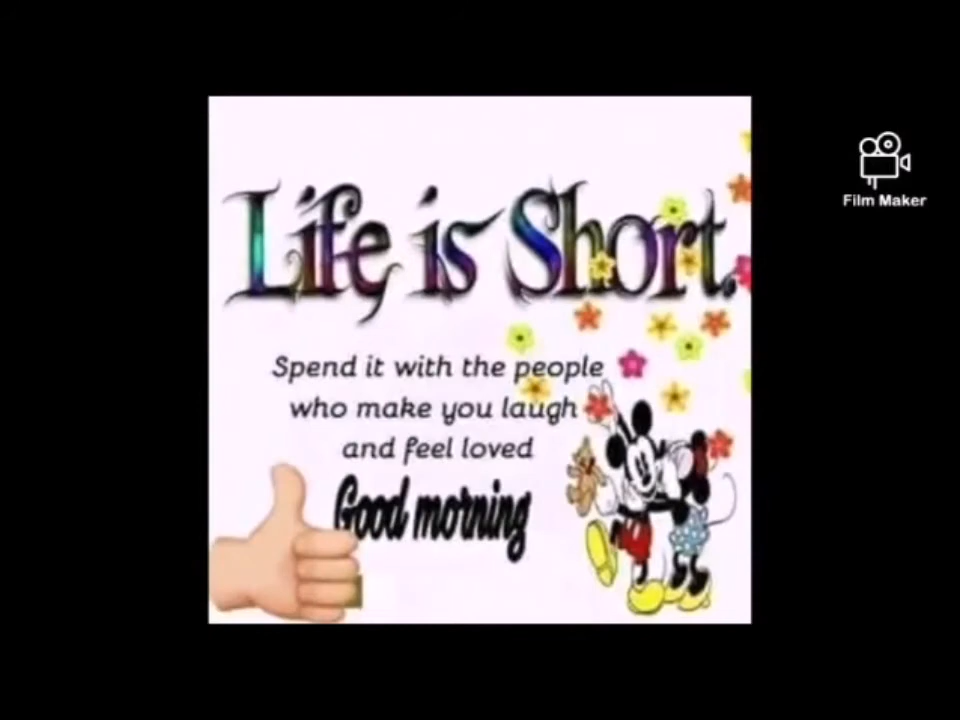 Life is Short.
Spend it with the people
who make you laugh
and feel loved
Good morning
Film Maker